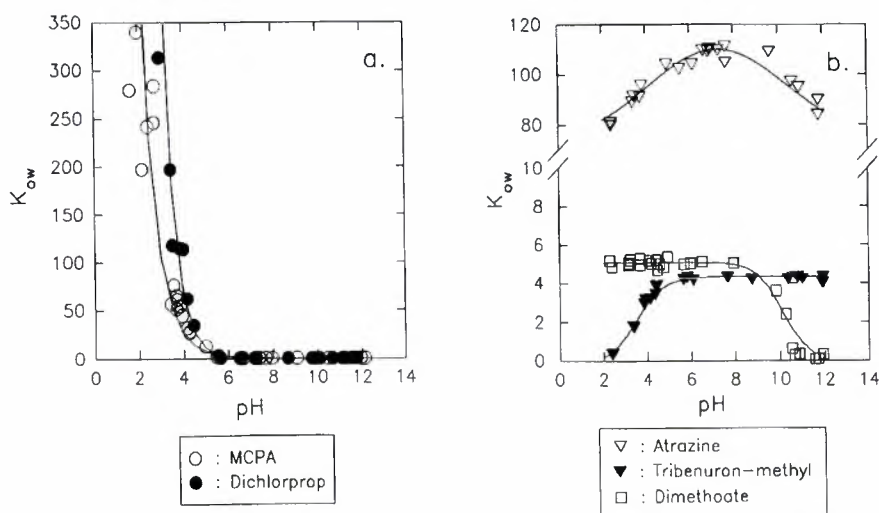 a.
350
300
250
200
150
100
50
0
K_ow
0 2 4 6 8 10 12 14
pH
○ : MCPA
● : Dichlorprop
b.
120
100
80
10
8
6
4
2
0
K_ow
0 2 4 6 8 10 12 14
pH
▽ : Atrazine
▼ : Tribenuron-methyl
□ : Dimethoate